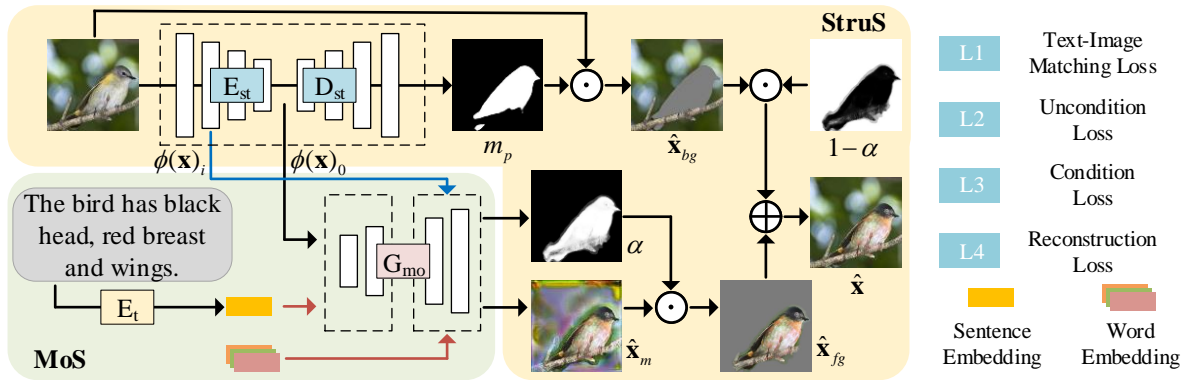 StruS
E_st
D_st
m_p
x̂_bg
1−α
ϕ(x)_i
ϕ(x)_0
The bird has black
head, red breast
and wings.
G_mo
α
x̂
E_t
x̂_m
x̂_fg
MoS
L1
Text-Image
Matching Loss
L2
Uncondition
Loss
L3
Condition
Loss
L4
Reconstruction
Loss
Sentence
Embedding
Word
Embedding